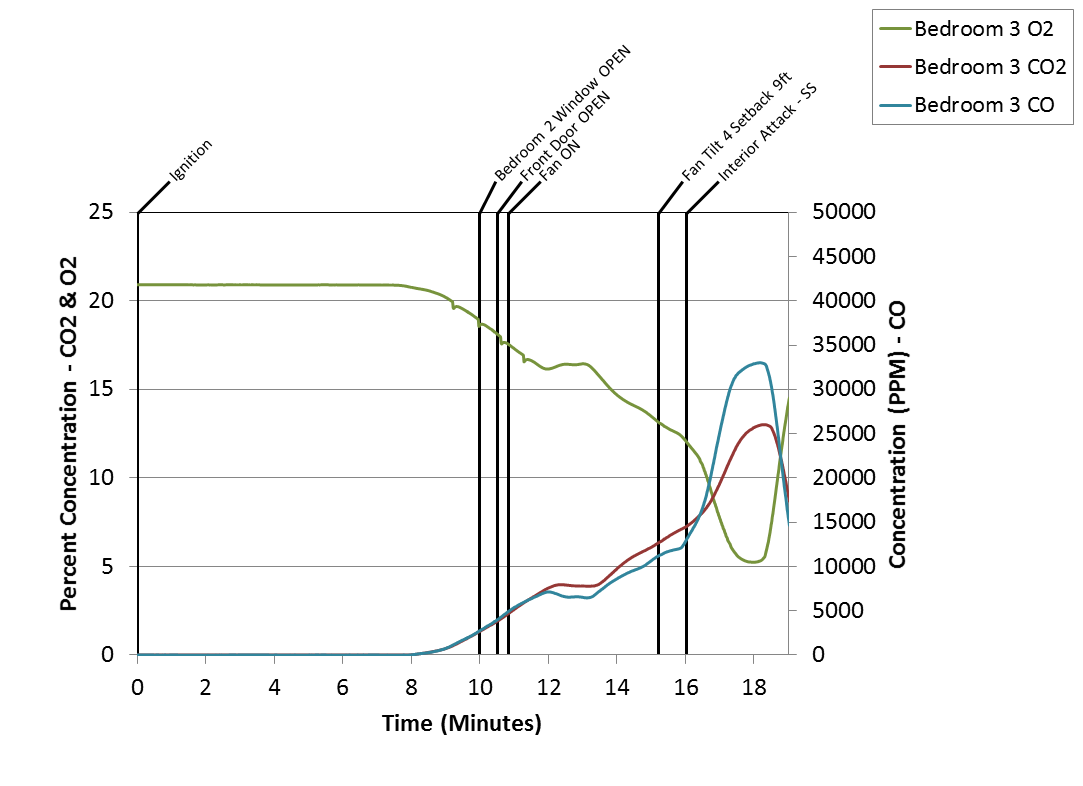 Bedroom 3 O2
Bedroom 3 CO2
Bedroom 3 CO
Ignition
Bedroom 2 Window OPEN
Front Door OPEN
Fan ON
Fan Tilt 4 Setback 9ft
Interior Attack - SS
25
20
15
10
5
0
Percent Concentration - CO2 & O2
50000
45000
40000
35000
30000
25000
20000
15000
10000
5000
0
Concentration (PPM) - CO
0 2 4 6 8 10 12 14 16 18
Time (Minutes)